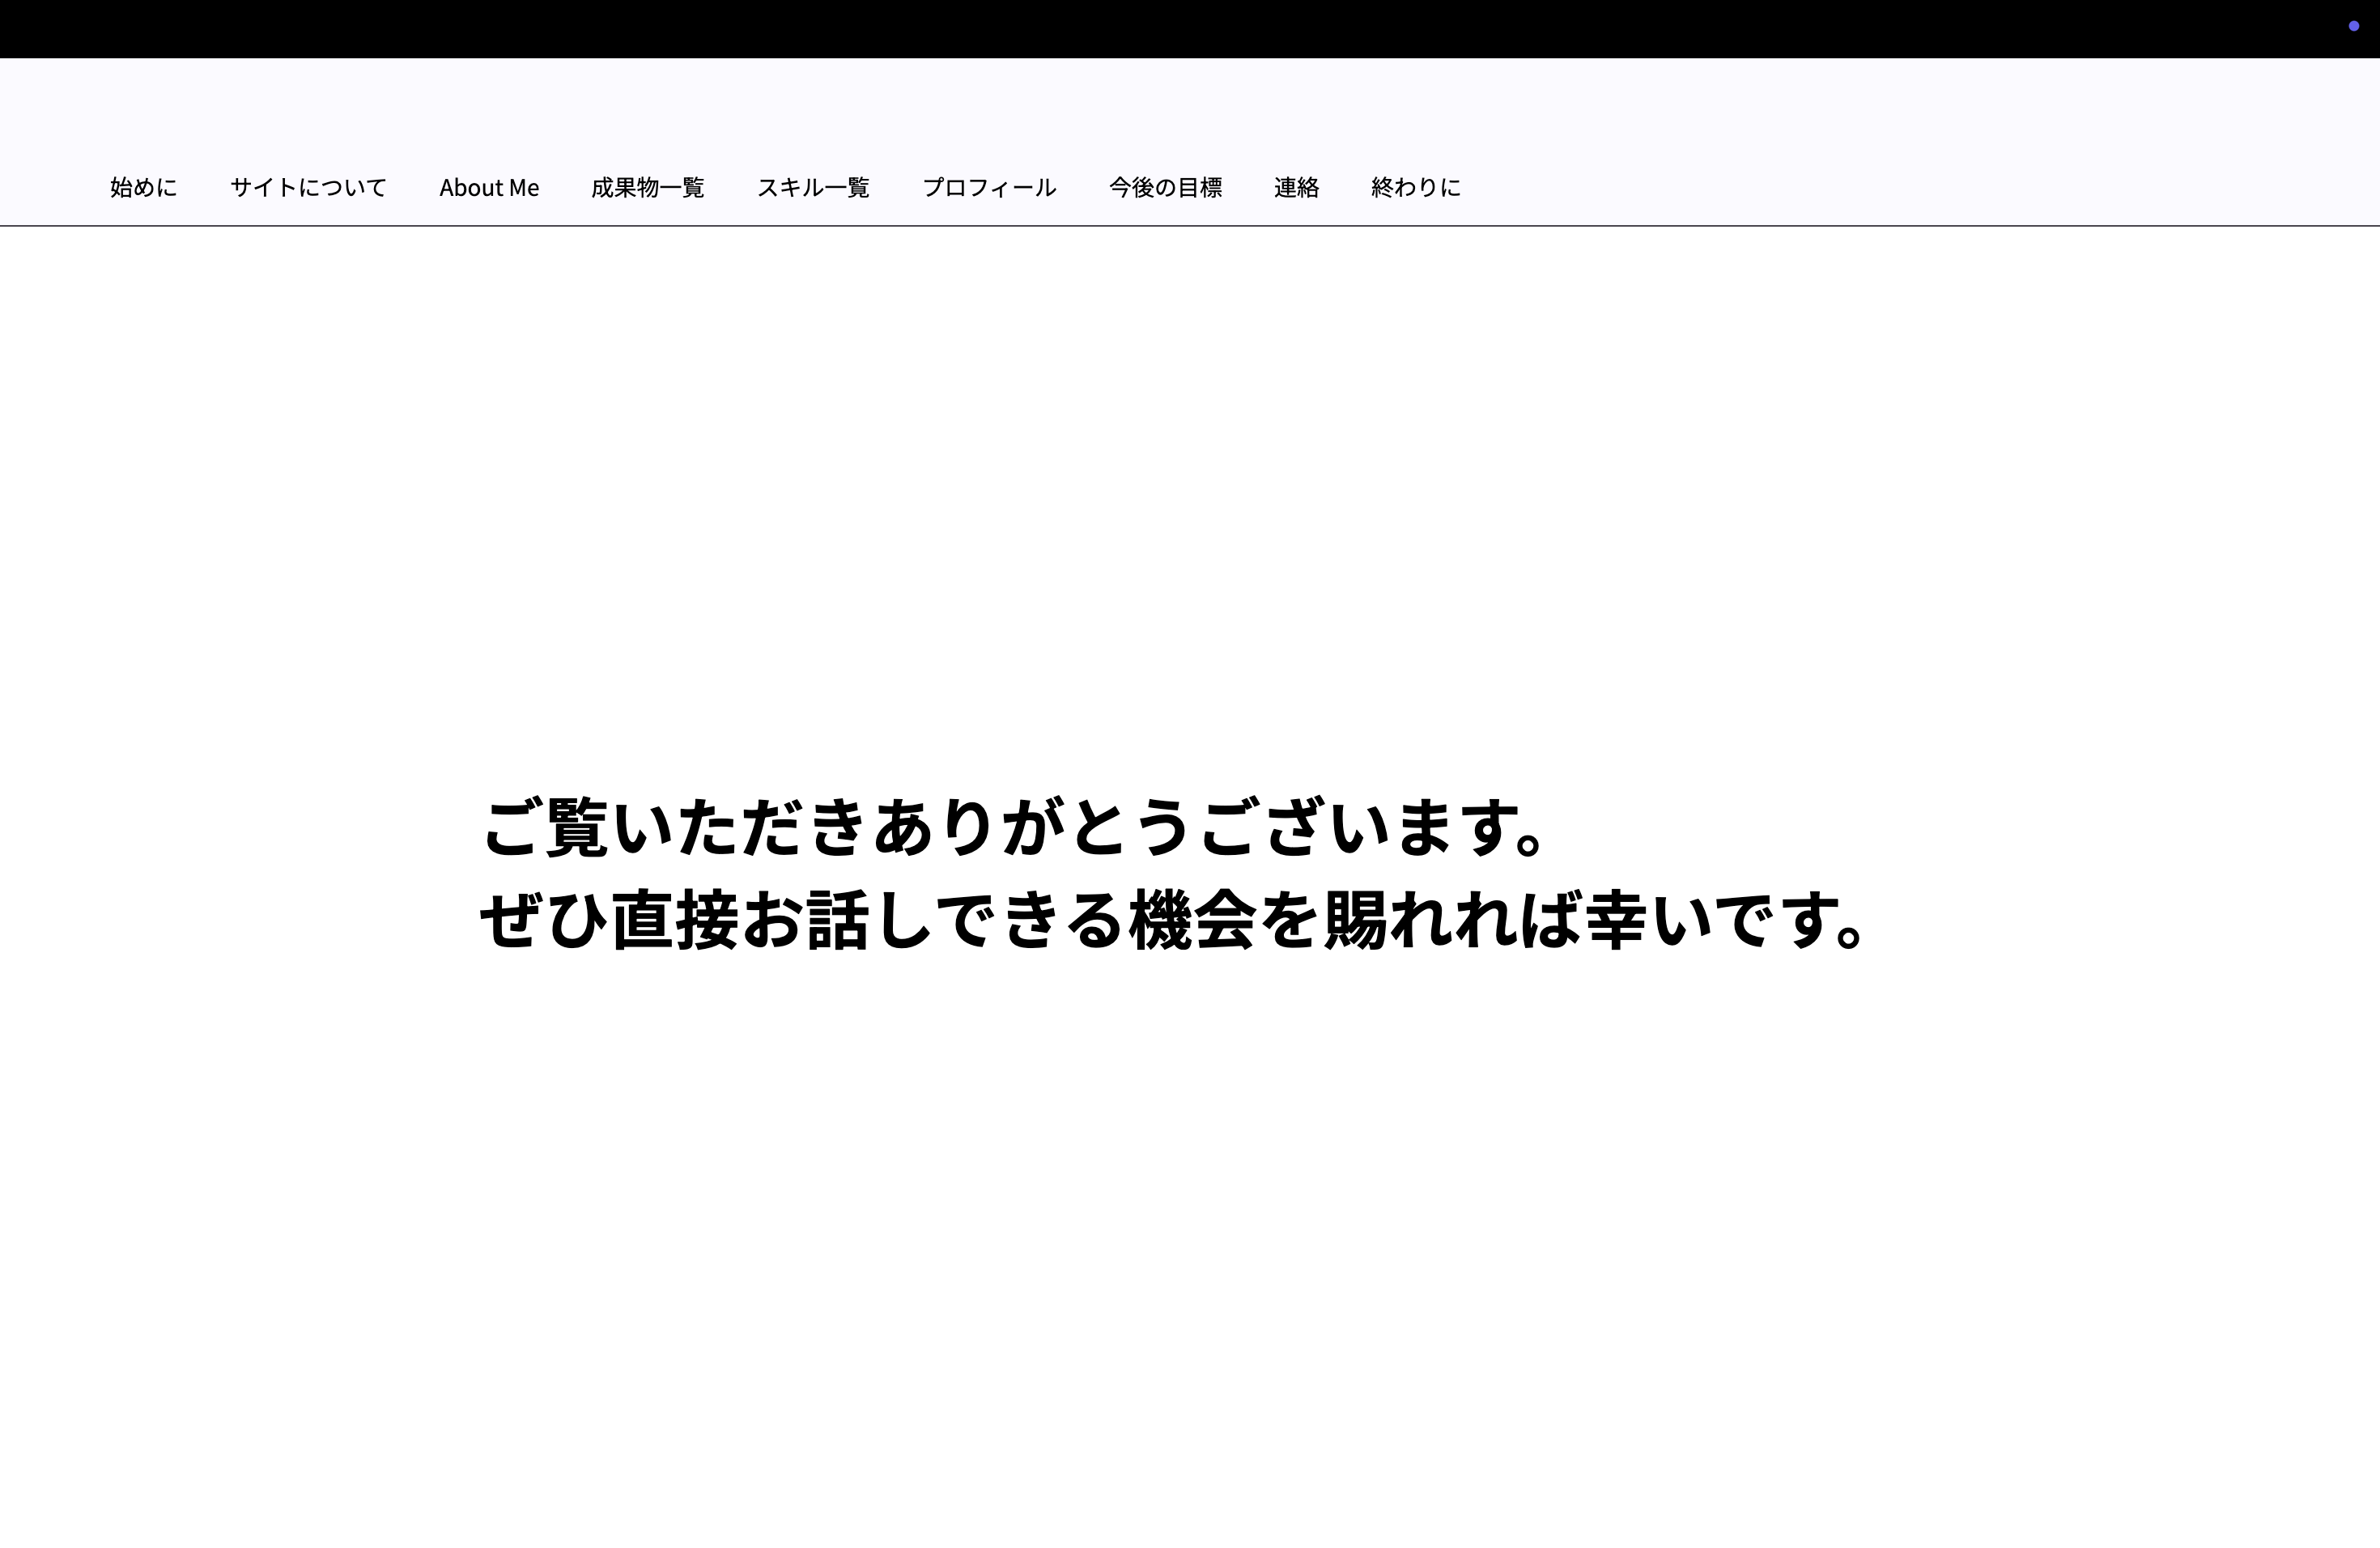 始めに サイトについて About Me 成果物一覧 スキル一覧 プロフィール 今後の目標 連絡 終わりに
ご覧いただきありがとうございます。
ぜひ直接お話しできる機会を賜れれば幸いです。